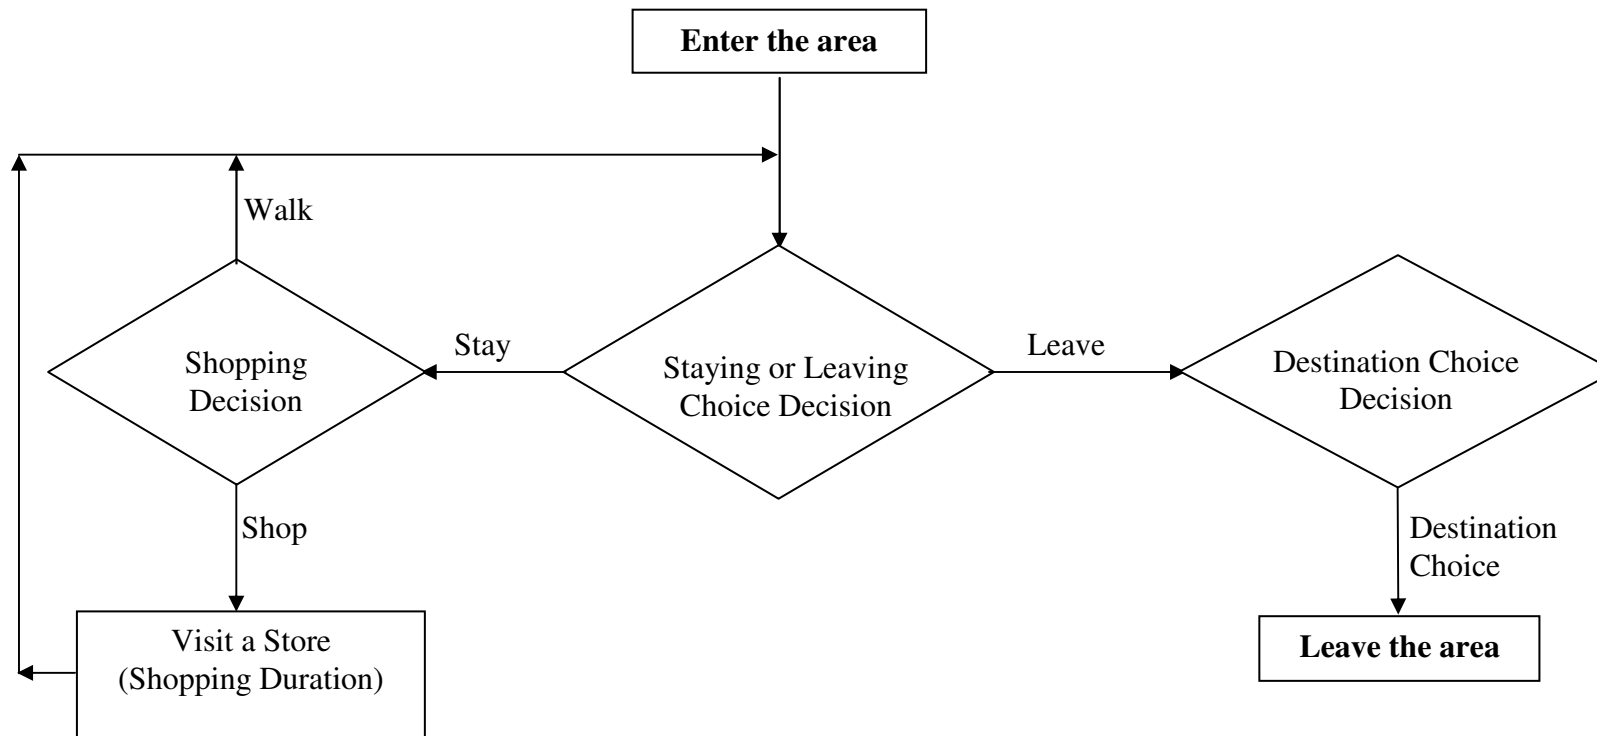 Enter the area
Walk
Stay
Leave
Shopping
Decision
Staying or Leaving
Choice Decision
Destination Choice
Decision
Shop
Destination
Choice
Visit a Store
(Shopping Duration)
Leave the area